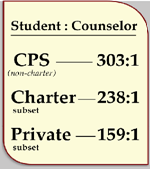 Student : Counselor
CPS — 303:1
(non-charter)
Charter — 238:1
subset
Private — 159:1
subset